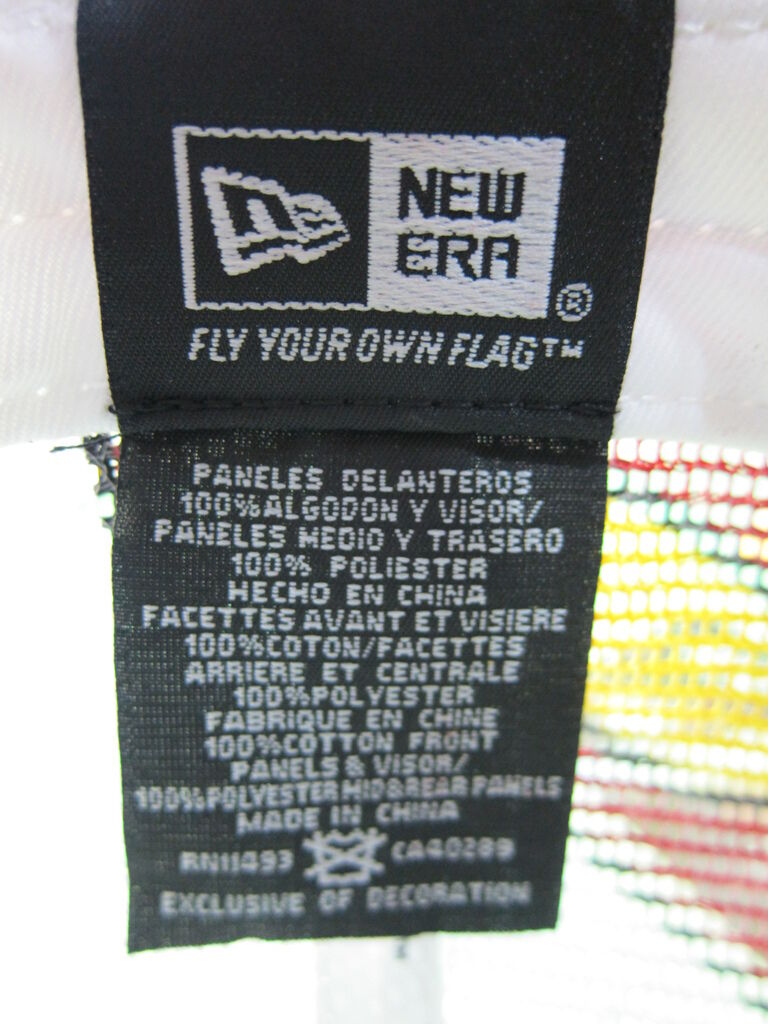 NEW
ERA
®
FLY YOUR OWN FLAG™
PANELES DELANTEROS
100%ALGODON Y VISOR/
PANELES MEDIO Y TRASERO
100% POLIESTER
HECHO EN CHINA
FACETTES AVANT ET VISIERE
100%COTON/FACETTES
ARRIERE ET CENTRALE
100%POLYESTER
FABRIQUE EN CHINE
100%COTTON FRONT
PANELS & VISOR/
100%POLYESTER MID&REAR PANELS
MADE IN CHINA
RN11493 CA40289
EXCLUSIVE OF DECORATION